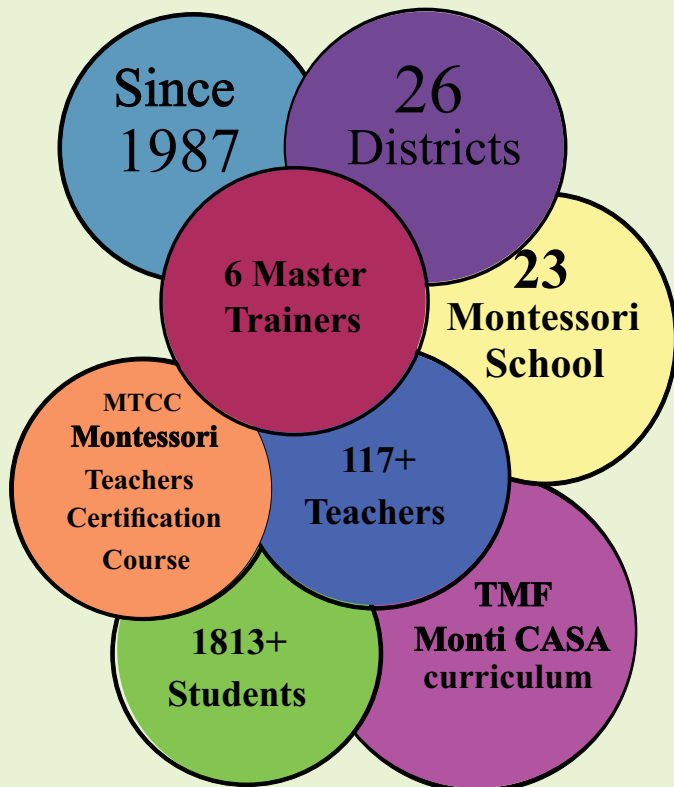 Since
1987
26
Districts
6 Master
Trainers
23
Montessori
School
MTCC
Montessori
Teachers
Certification
Course
117+
Teachers
1813+
Students
TMF
Monti CASA
curriculum